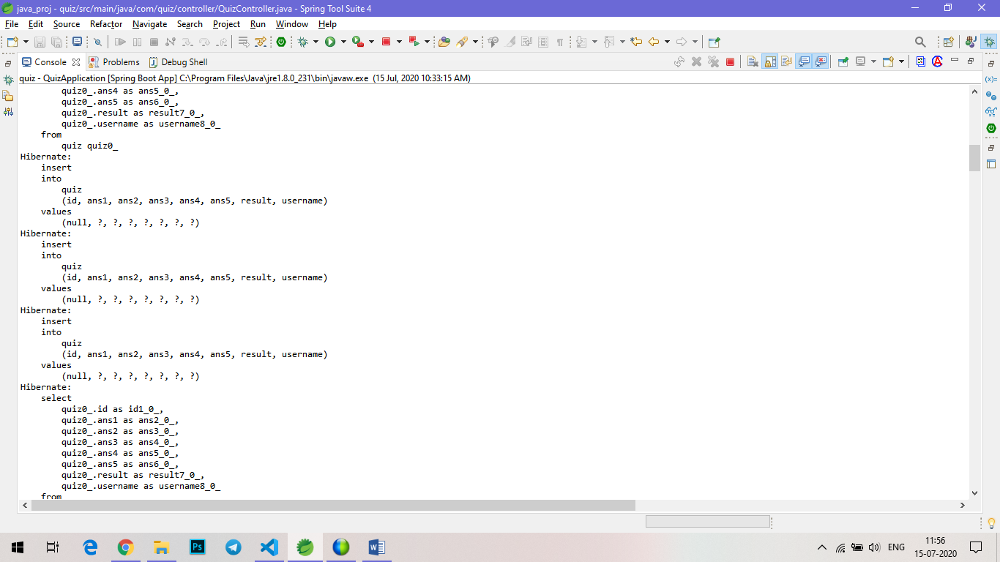 java_proj - quiz/src/main/java/com/quiz/controller/QuizController.java - Spring Tool Suite 4
File Edit Source Refactor Navigate Search Project Run Window Help
Console Problems Debug Shell
quiz - QuizApplication [Spring Boot App] C:\Program Files\Java\jre1.8.0_231\bin\javaw.exe (15 Jul, 2020 10:33:15 AM)
quiz0_.ans4 as ans5_0_,
quiz0_.ans5 as ans6_0_,
quiz0_.result as result7_0_,
quiz0_.username as username8_0_
from
quiz quiz0_
Hibernate:
insert
into
quiz
(id, ans1, ans2, ans3, ans4, ans5, result, username)
values
(null, ?, ?, ?, ?, ?, ?, ?)
Hibernate:
insert
into
quiz
(id, ans1, ans2, ans3, ans4, ans5, result, username)
values
(null, ?, ?, ?, ?, ?, ?, ?)
Hibernate:
insert
into
quiz
(id, ans1, ans2, ans3, ans4, ans5, result, username)
values
(null, ?, ?, ?, ?, ?, ?, ?)
Hibernate:
select
quiz0_.id as id1_0_,
quiz0_.ans1 as ans2_0_,
quiz0_.ans2 as ans3_0_,
quiz0_.ans3 as ans4_0_,
quiz0_.ans4 as ans5_0_,
quiz0_.ans5 as ans6_0_,
quiz0_.result as result7_0_,
quiz0_.username as username8_0_
from
Ps
ENG
11:56
15-07-2020